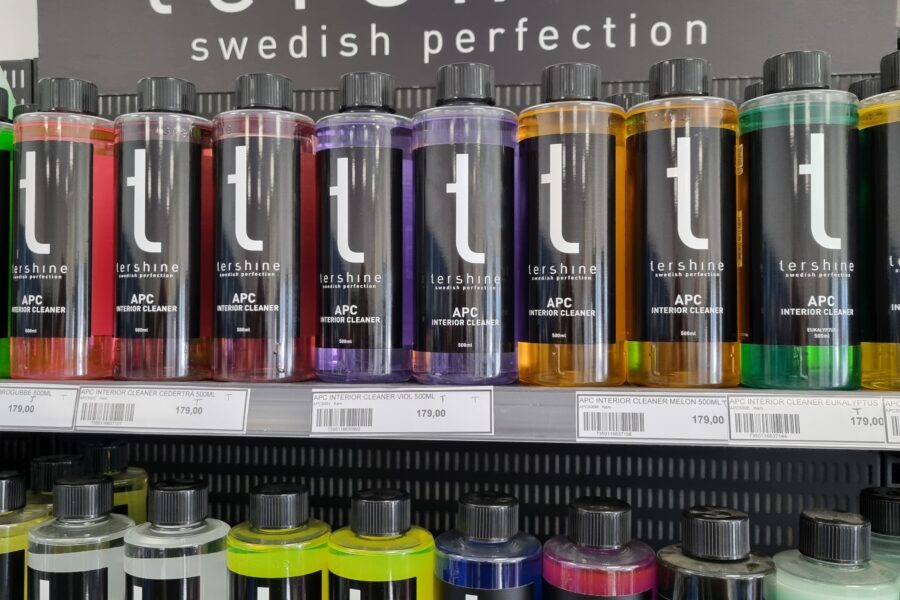 swedish perfection
t
tershine
swedish perfection
APC
INTERIOR CLEANER
500ml
t
tershine
swedish perfection
APC
INTERIOR CLEANER
500ml
t
tershine
swedish perfection
APC
INTERIOR CLEANER
500ml
t
tershine
swedish perfection
APC
INTERIOR CLEANER
500ml
t
tershine
swedish perfection
APC
INTERIOR CLEANER
500ml
t
tershine
swedish perfection
APC
INTERIOR CLEANER
500ml
t
tershine
swedish perfection
APC
INTERIOR CLEANER
500ml
t
tershine
swedish perfection
APC
INTERIOR CLEANER
EUKALYPTUS
500ml
500ML
179,00
APC INTERIOR CLEANER CEDERTRÄ 500ML
179,00
APC INTERIOR CLEANER VIOL 500ML
179,00
APC INTERIOR CLEANER MELON 500ML
179,00
APC INTERIOR CLEANER EUKALYPTUS
179,00